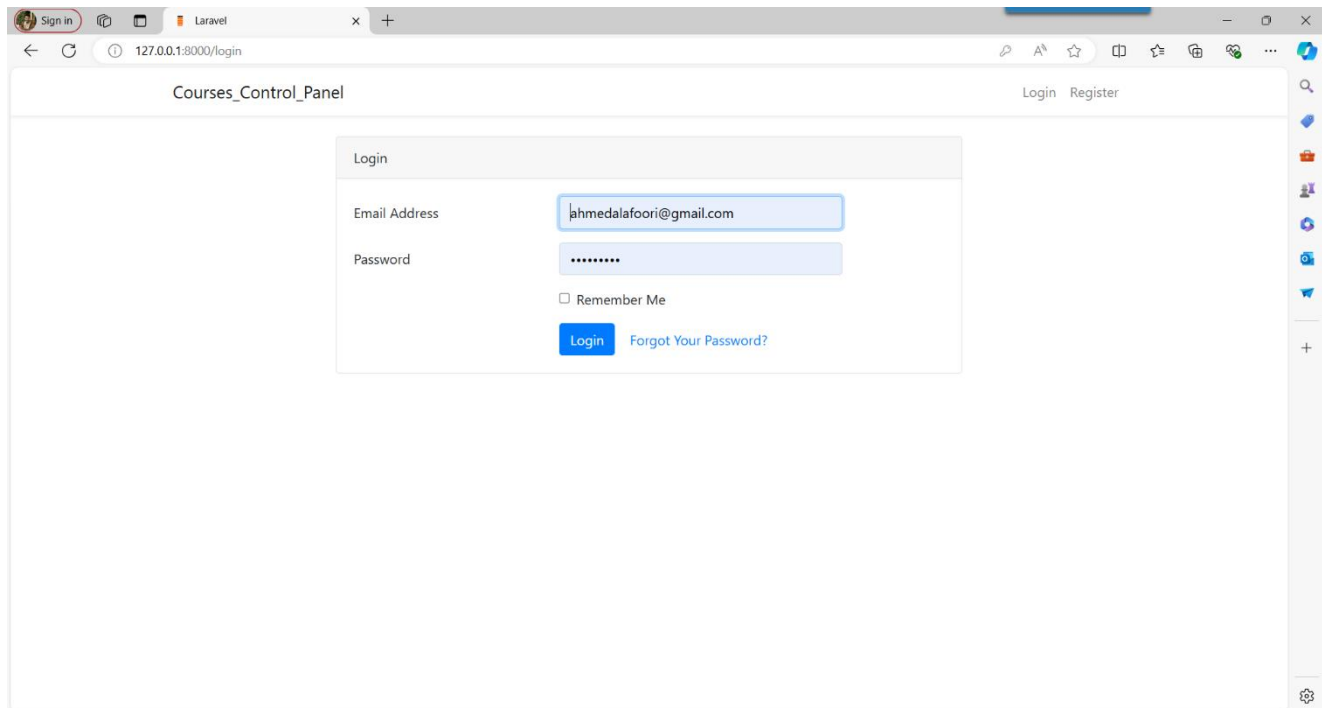 Sign in
Laravel
127.0.0.1:8000/login
Courses_Control_Panel
Login Register
Login
Email Address
ahmedalafoori@gmail.com
Password
Remember Me
Login Forgot Your Password?